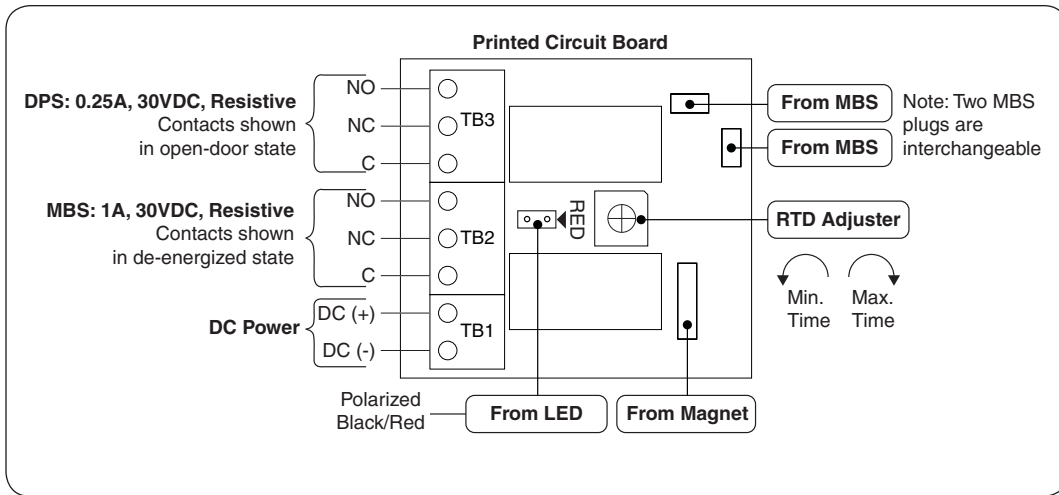 Printed Circuit Board
DPS: 0.25A, 30VDC, Resistive
Contacts shown
in open-door state
NO
NC
C
TB3
MBS: 1A, 30VDC, Resistive
Contacts shown
in de-energized state
NO
NC
C
TB2
DC Power
DC (+)
DC (-)
TB1
RED
From MBS
From MBS
Note: Two MBS
plugs are
interchangeable
RTD Adjuster
Min.
Time
Max.
Time
Polarized
Black/Red
From LED
From Magnet